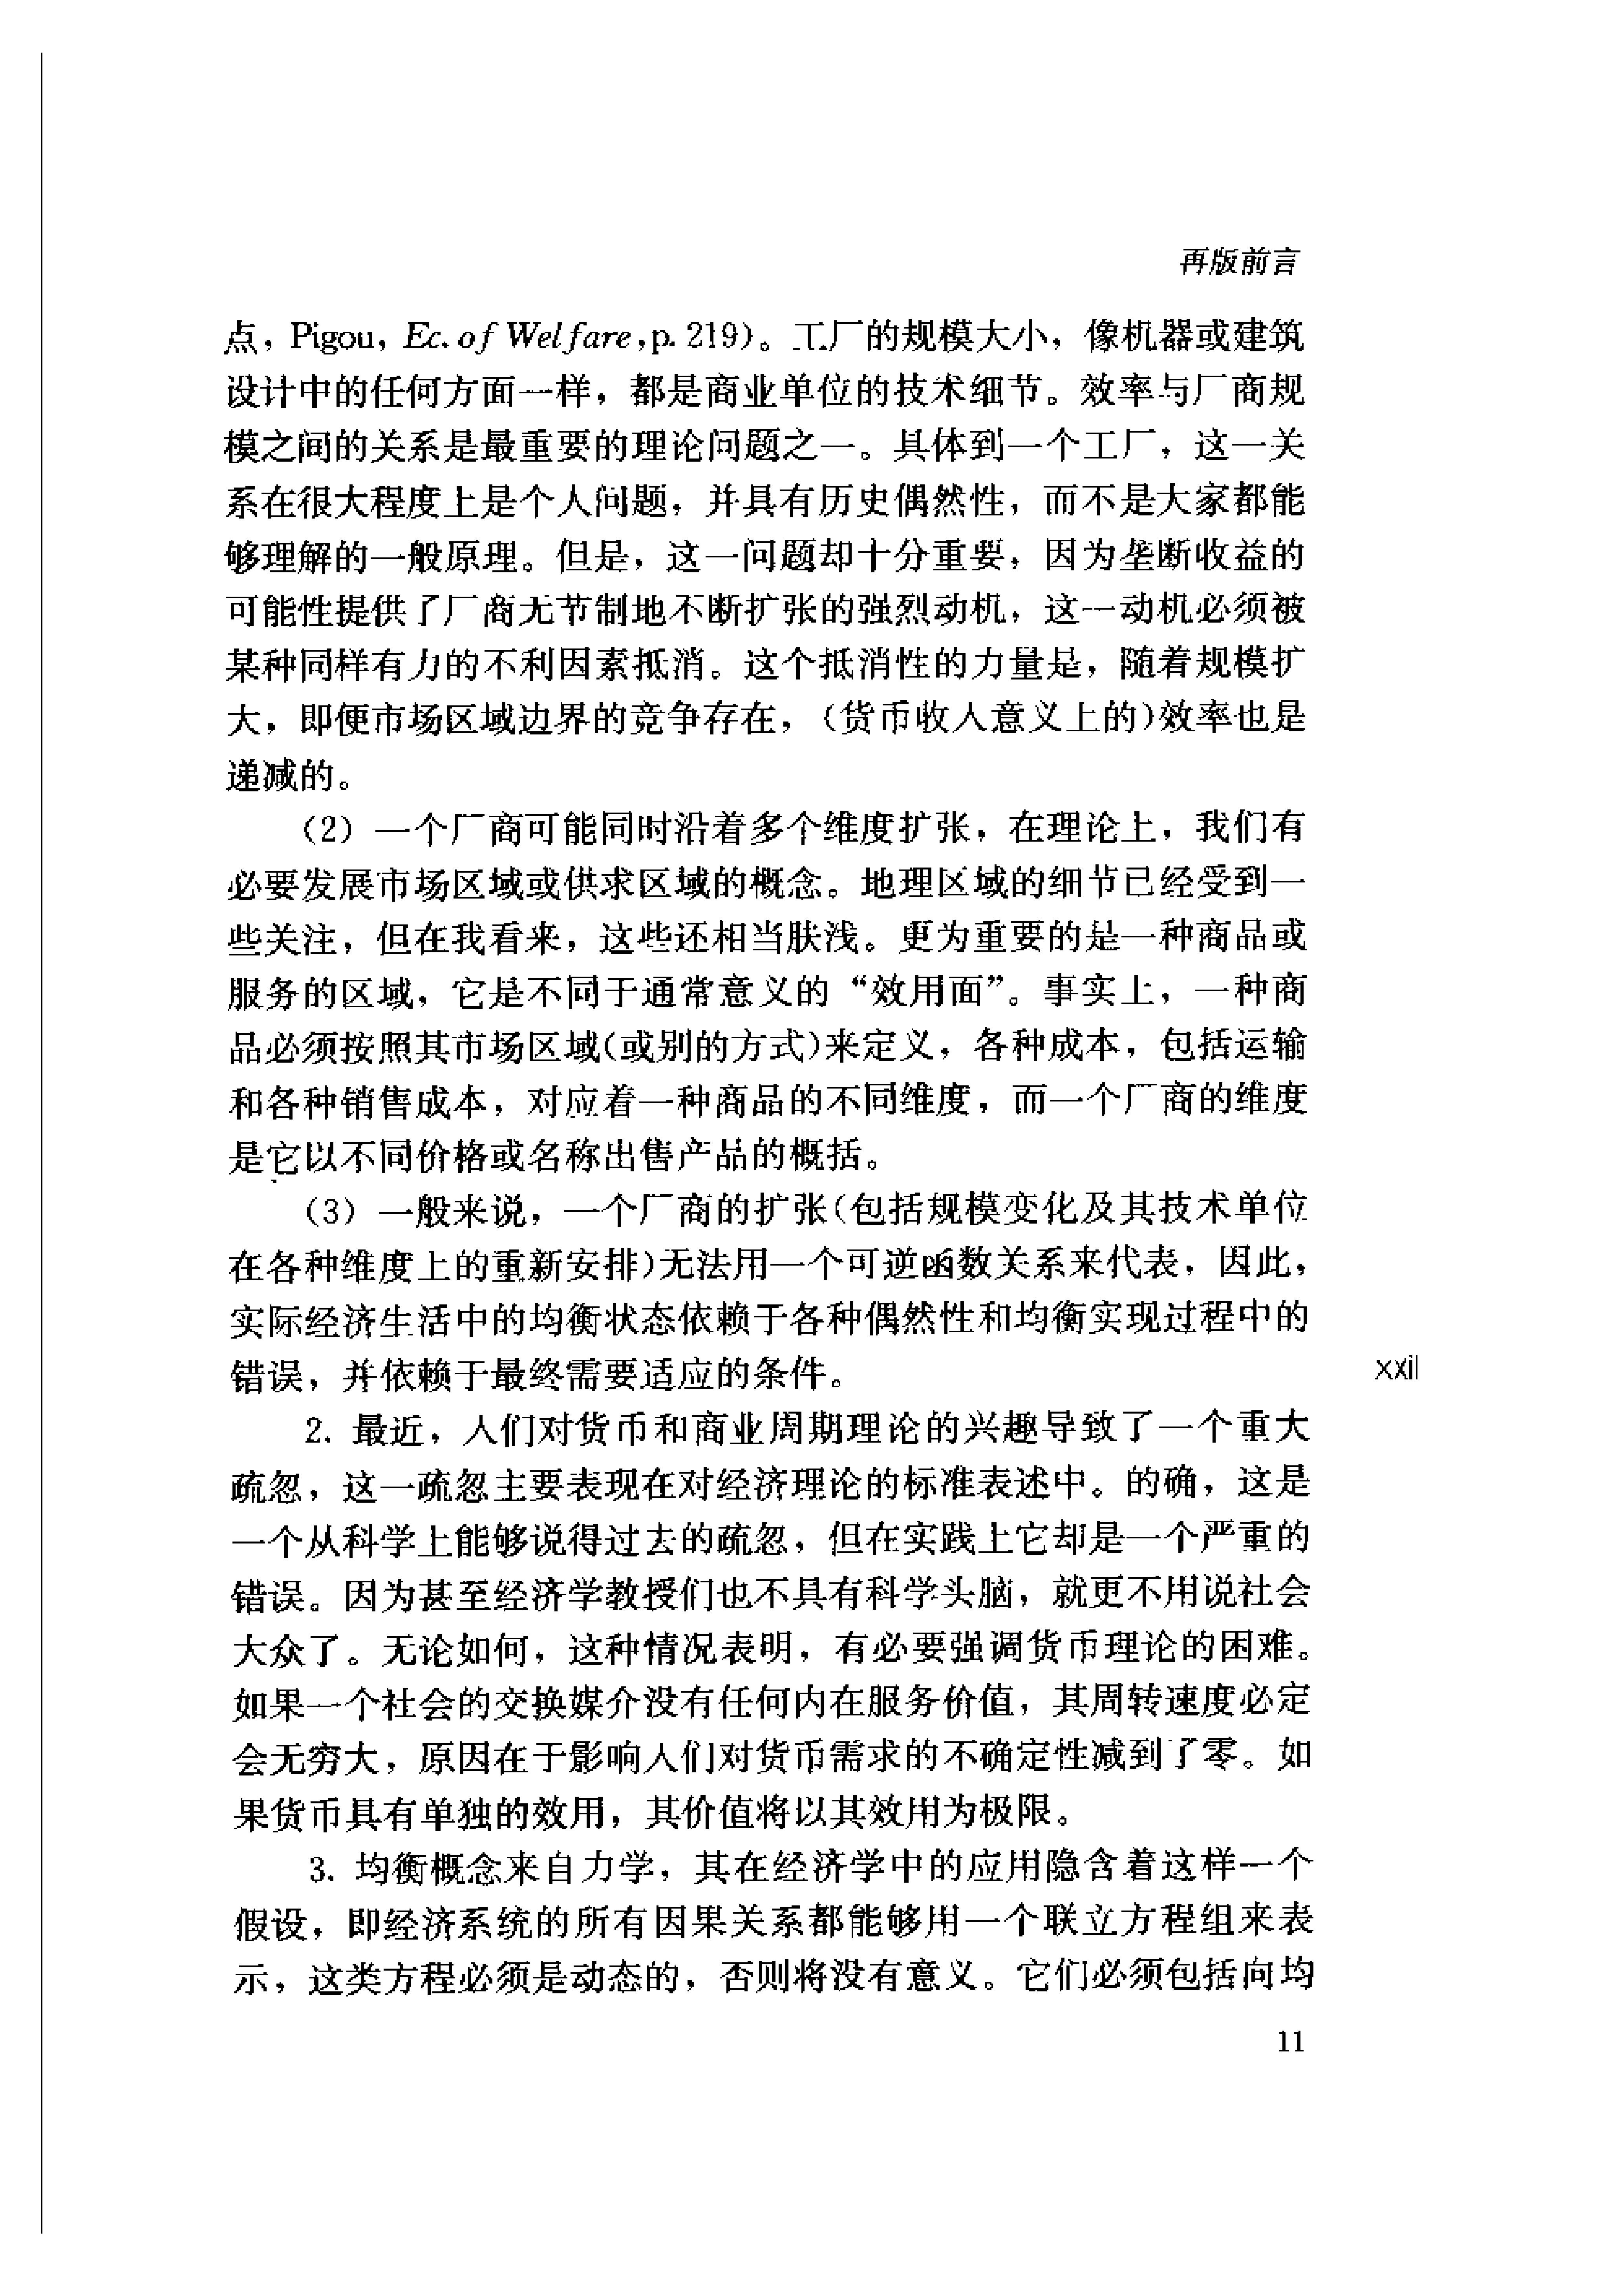 再版前言
点，Pigou，Ec. of Welfare,p. 219)。工厂的规模大小，像机器或建筑
设计中的任何方面一样，都是商业单位的技术细节。效率与厂商规
模之间的关系是最重要的理论问题之一。具体到一个工厂，这一关
系在很大程度上是个人问题，并具有历史偶然性，而不是大家都能
够理解的一般原理。但是，这一问题却十分重要，因为垄断收益的
可能性提供了厂商无节制地不断扩张的强烈动机，这一动机必须被
某种同样有力的不利因素抵消。这个抵消性的力量是，随着规模扩
大，即便市场区域边界的竞争存在，(货币收人意义上的)效率也是
递减的。
(2) 一个厂商可能同时沿着多个维度扩张，在理论上，我们有
必要发展市场区域或供求区域的概念。地理区域的细节已经受到一
些关注，但在我看来，这些还相当肤浅。更为重要的是一种商品或
服务的区域，它是不同于通常意义的“效用面”。事实上，一种商
品必须按照其市场区域(或别的方式)来定义，各种成本，包括运输
和各种销售成本，对应着一种商品的不同维度，而一个厂商的维度
是它以不同价格或名称出售产品的概括。
(3) 一般来说，一个厂商的扩张(包括规模变化及其技术单位
在各种维度上的重新安排)无法用一个可逆函数关系来代表，因此，
实际经济生活中的均衡状态依赖于各种偶然性和均衡实现过程中的
错误，并依赖于最终需要适应的条件。
xxii
2. 最近，人们对货币和商业周期理论的兴趣导致了一个重大
疏忽，这一疏忽主要表现在对经济理论的标准表述中。的确，这是
一个从科学上能够说得过去的疏忽，但在实践上它却是一个严重的
错误。因为甚至经济学教授们也不具有科学头脑，就更不用说社会
大众了。无论如何，这种情况表明，有必要强调货币理论的困难。
如果一个社会的交换媒介没有任何内在服务价值，其周转速度必定
会无穷大，原因在于影响人们对货币需求的不确定性减到了零。如
果货币具有单独的效用，其价值将以其效用为极限。
3. 均衡概念来自力学，其在经济学中的应用隐含着这样一个
假设，即经济系统的所有因果关系都能够用一个联立方程组来表
示，这类方程必须是动态的，否则将没有意义。它们必须包括向均
11